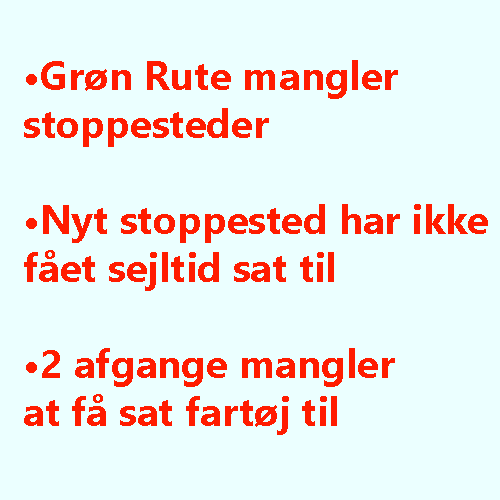 •Grøn Rute mangler
stoppesteder
•Nyt stoppested har ikke
fået sejltid sat til
•2 afgange mangler
at få sat fartøj til